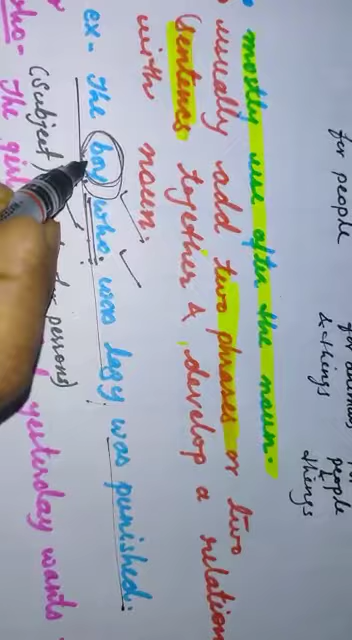 for people
for animals
& things
people
& things
mostly use after the noun.
usually add two phrases or two
sentences together & develop a relation
with noun
ex- The boy who was lazy was punished.
(Subject persons)
who- The girl yesterday wants